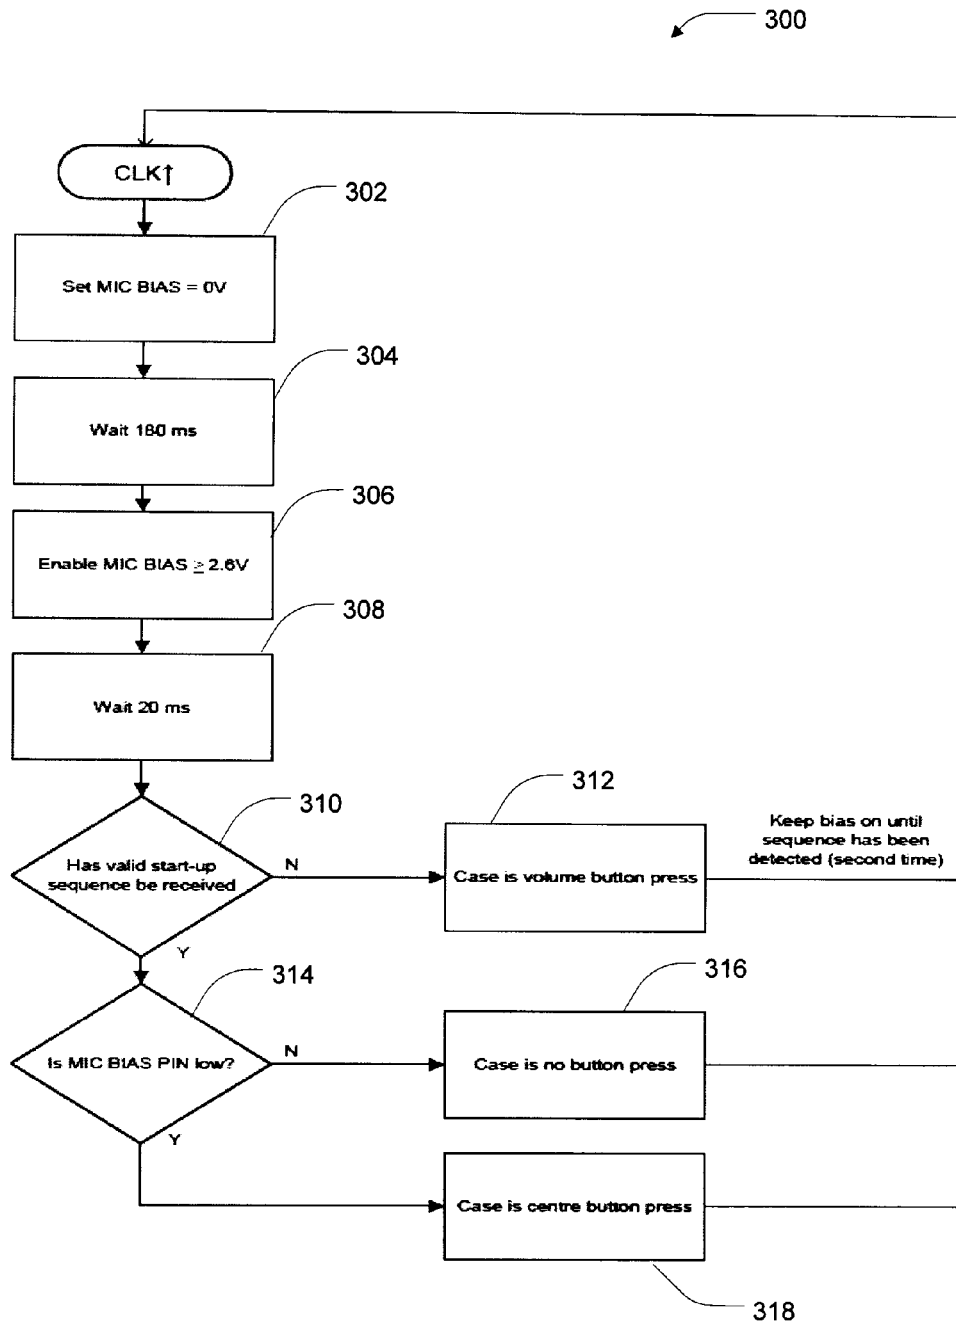 300
CLK↑
302
Set MIC BIAS = 0V
304
Wait 180 ms
306
Enable MIC BIAS ≥ 2.6V
308
Wait 20 ms
310
Has valid start-up
sequence be received
N
Y
312
Case is volume button press
Keep bias on until
sequence has been
detected (second time)
314
Is MIC BIAS PIN low?
N
Y
316
Case is no button press
Case is centre button press
318